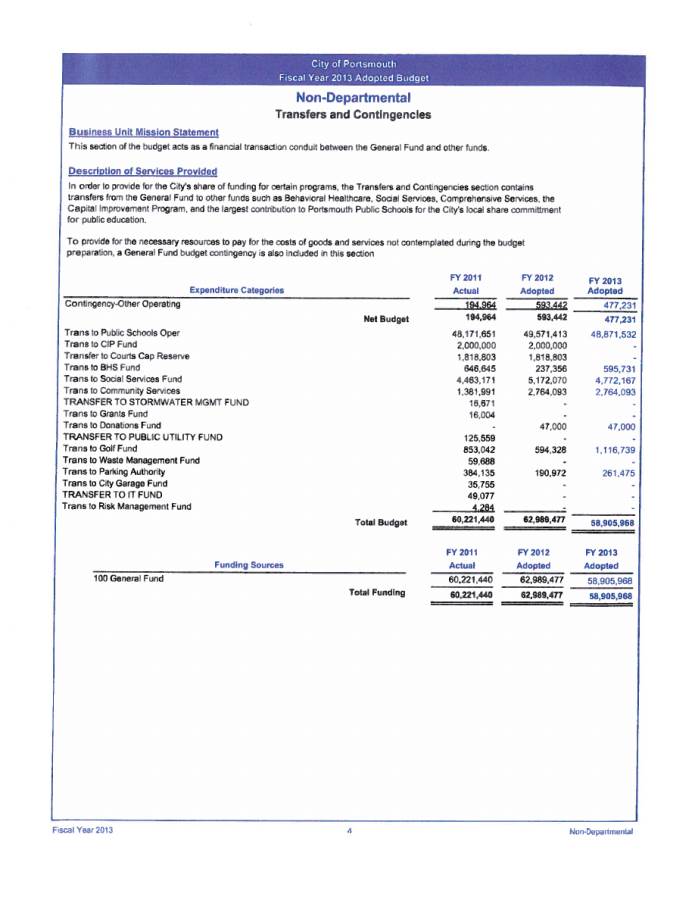 City of Portsmouth
Fiscal Year 2013 Adopted Budget
Non-Departmental
Transfers and Contingencies
Business Unit Mission Statement
This section of the budget acts as a financial transaction conduit between the General Fund and other funds.
Description of Services Provided
In order to provide for the City's share of funding for certain programs, the Transfers and Contingencies section contains
transfers from the General Fund to other funds such as Behavioral Healthcare, Social Services, Comprehensive Services, the
Capital Improvement Program, and the largest contribution to Portsmouth Public Schools for the City's local share committment
for public education.
To provide for the necessary resources to pay for the costs of goods and services not contemplated during the budget
preparation, a General Fund budget contingency is also included in this section
FY 2011 FY 2012 FY 2013
Expenditure Categories Actual Adopted Adopted
Contingency-Other Operating 194,964 593,442 477,231
Net Budget 194,964 593,442 477,231
Trans to Public Schools Oper 48,171,651 49,571,413 48,871,532
Trans to CIP Fund 2,000,000 2,000,000 -
Transfer to Courts Cap Reserve 1,818,803 1,818,803 -
Trans to BHS Fund 646,645 237,356 595,731
Trans to Social Services Fund 4,463,171 5,172,070 4,772,167
Trans to Community Services 1,381,991 2,764,093 2,764,093
TRANSFER TO STORMWATER MGMT FUND 16,671 - -
Trans to Grants Fund 16,004 - -
Trans to Donations Fund - 47,000 47,000
TRANSFER TO PUBLIC UTILITY FUND 125,559 - -
Trans to Golf Fund 853,042 594,328 1,116,739
Trans to Waste Management Fund 59,688 - -
Trans to Parking Authority 384,135 190,972 261,475
Trans to City Garage Fund 35,755 - -
TRANSFER TO IT FUND 49,077 - -
Trans to Risk Management Fund 4,284 - -
Total Budget 60,221,440 62,989,477 58,905,968
FY 2011 FY 2012 FY 2013
Funding Sources Actual Adopted Adopted
100 General Fund 60,221,440 62,989,477 58,905,968
Total Funding 60,221,440 62,989,477 58,905,968
Fiscal Year 2013 4 Non-Departmental